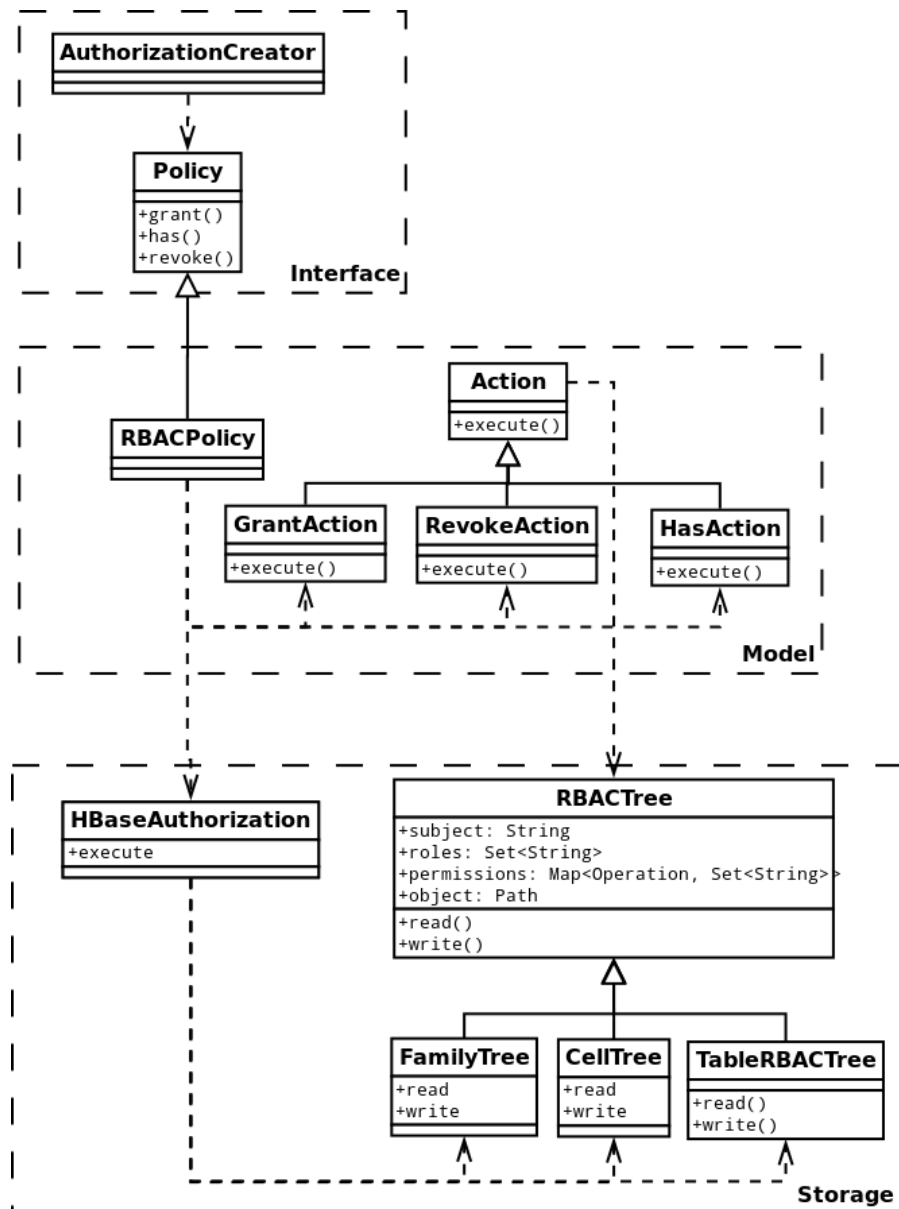 AuthorizationCreator
Policy
+grant()
+has()
+revoke()
Interface
Action
+execute()
RBACPolicy
GrantAction
+execute()
RevokeAction
+execute()
HasAction
+execute()
Model
HBaseAuthorization
+execute
RBACTree
+subject: String
+roles: Set<String>
+permissions: Map<Operation, Set<String>>
+object: Path
+read()
+write()
FamilyTree
+read
+write
CellTree
+read
+write
TableRBACTree
+read()
+write()
Storage